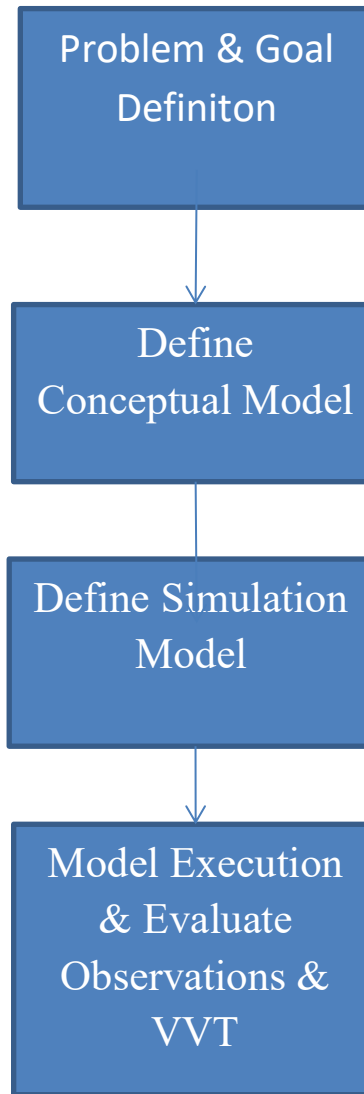 Problem & Goal
Definiton
Define
Conceptual Model
Define Simulation
Model
Model Execution
& Evaluate
Observations &
VVT